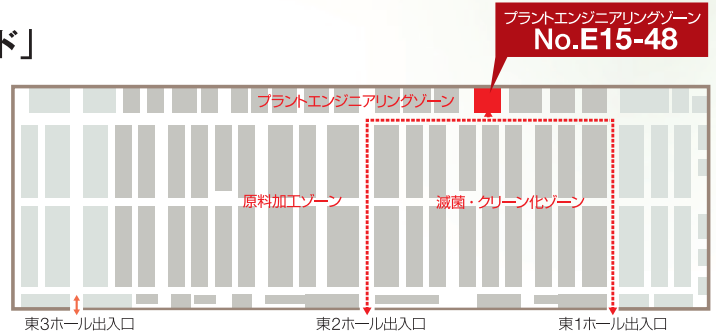 ド」
プラントエンジニアリングゾーン
No.E15-48
プラントエンジニアリングゾーン
原料加工ゾーン
滅菌・クリーン化ゾーン
東3ホール出入口
東2ホール出入口
東1ホール出入口